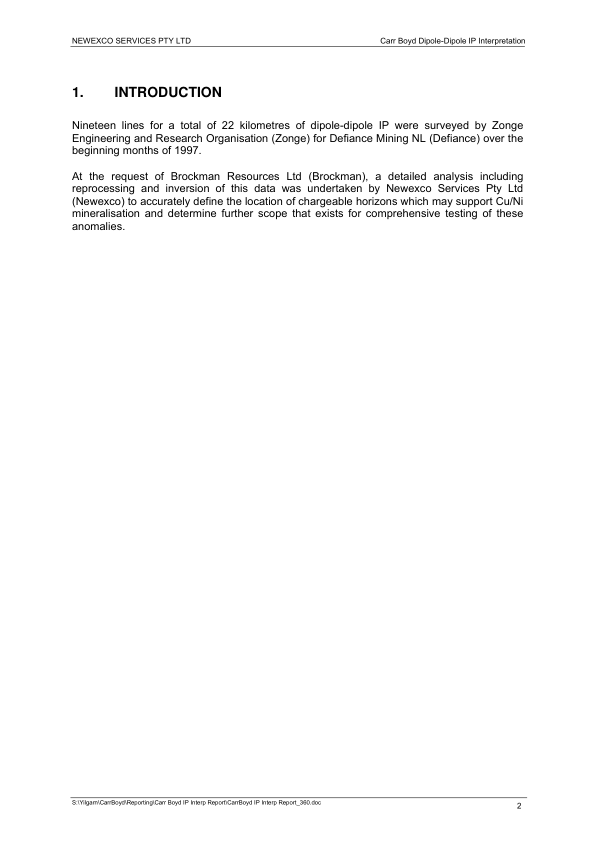 NEWEXCO SERVICES PTY LTD Carr Boyd Dipole-Dipole IP Interpretation
1. INTRODUCTION
Nineteen lines for a total of 22 kilometres of dipole-dipole IP were surveyed by Zonge
Engineering and Research Organisation (Zonge) for Defiance Mining NL (Defiance) over the
beginning months of 1997.
At the request of Brockman Resources Ltd (Brockman), a detailed analysis including
reprocessing and inversion of this data was undertaken by Newexco Services Pty Ltd
(Newexco) to accurately define the location of chargeable horizons which may support Cu/Ni
mineralisation and determine further scope that exists for comprehensive testing of these
anomalies.
S:\Yilgarn\CarrBoyd\Reporting\Carr Boyd IP Interp Report\CarrBoyd IP Interp Report_360.doc 2